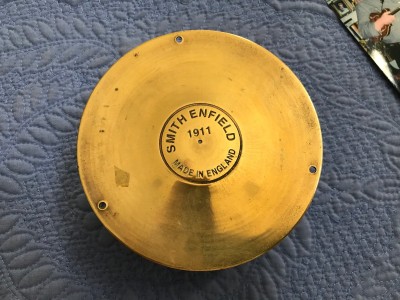 SMITH ENFIELD
1911
MADE IN ENGLAND